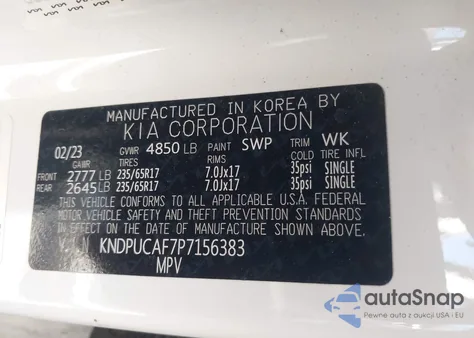 MANUFACTURED IN KOREA BY
KIA CORPORATION
02/23 GVWR 4850 LB PAINT SWP TRIM WK
GAWR TIRES RIMS COLD TIRE INFL
FRONT 2777 LB 235/65R17 7.0Jx17 35psi SINGLE
REAR 2645 LB 235/65R17 7.0Jx17 35psi SINGLE
THIS VEHICLE CONFORMS TO ALL APPLICABLE U.S.A. FEDERAL
MOTOR VEHICLE SAFETY AND THEFT PREVENTION STANDARDS
IN EFFECT ON THE DATE OF MANUFACTURE SHOWN ABOVE.
V.I.N KNDPUCAF7P7156383
MPV
autoSnap
Pewne auta z USA i EU